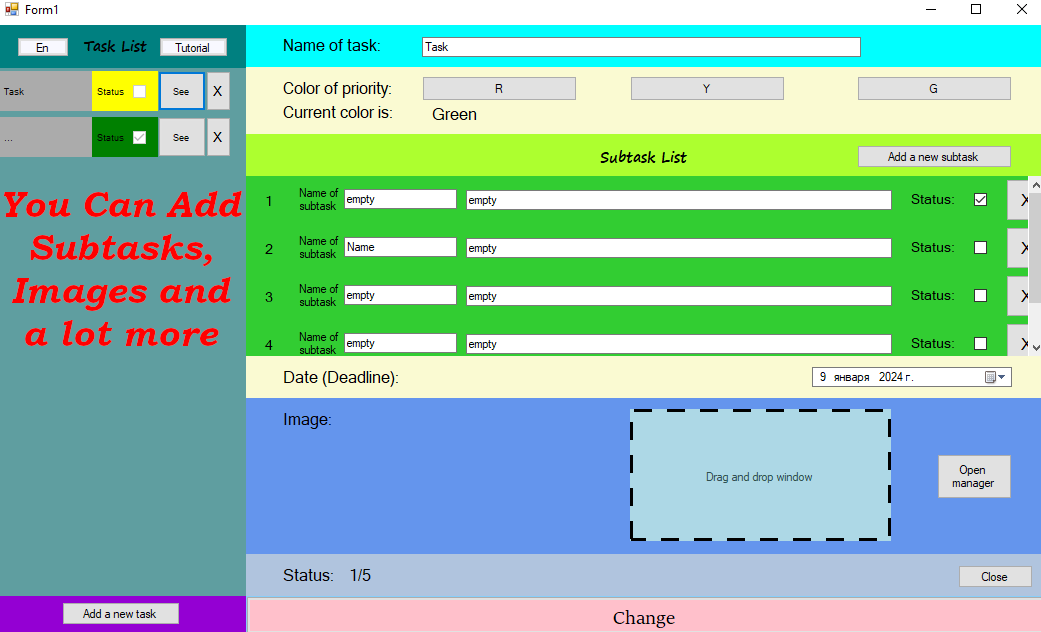 Form1
En Task List Tutorial
Task Status See X
... Status See X
You Can Add
Subtasks,
Images and
a lot more
Add a new task
Name of task: Task
Color of priority: R Y G
Current color is: Green
Subtask List Add a new subtask
1 Name of subtask empty empty Status: X
2 Name of subtask Name empty Status: X
3 Name of subtask empty empty Status: X
4 Name of subtask empty empty Status: X
Date (Deadline): 9 января 2024 г.
Image:
Drag and drop window
Open
manager
Status: 1/5 Close
Change